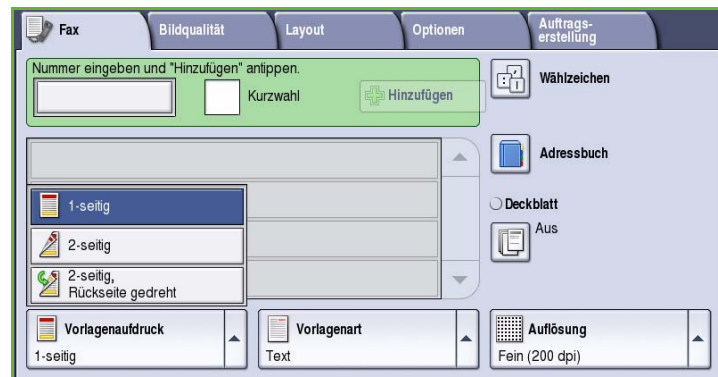 Fax
Bildqualität
Layout
Optionen
Auftrags-
erstellung
Nummer eingeben und "Hinzufügen" antippen.
Kurzwahl
Hinzufügen
Wählzeichen
Adressbuch
Deckblatt
Aus
1-seitig
2-seitig
2-seitig,
Rückseite gedreht
Vorlagenaufdruck
1-seitig
Vorlagenart
Text
Auflösung
Fein (200 dpi)